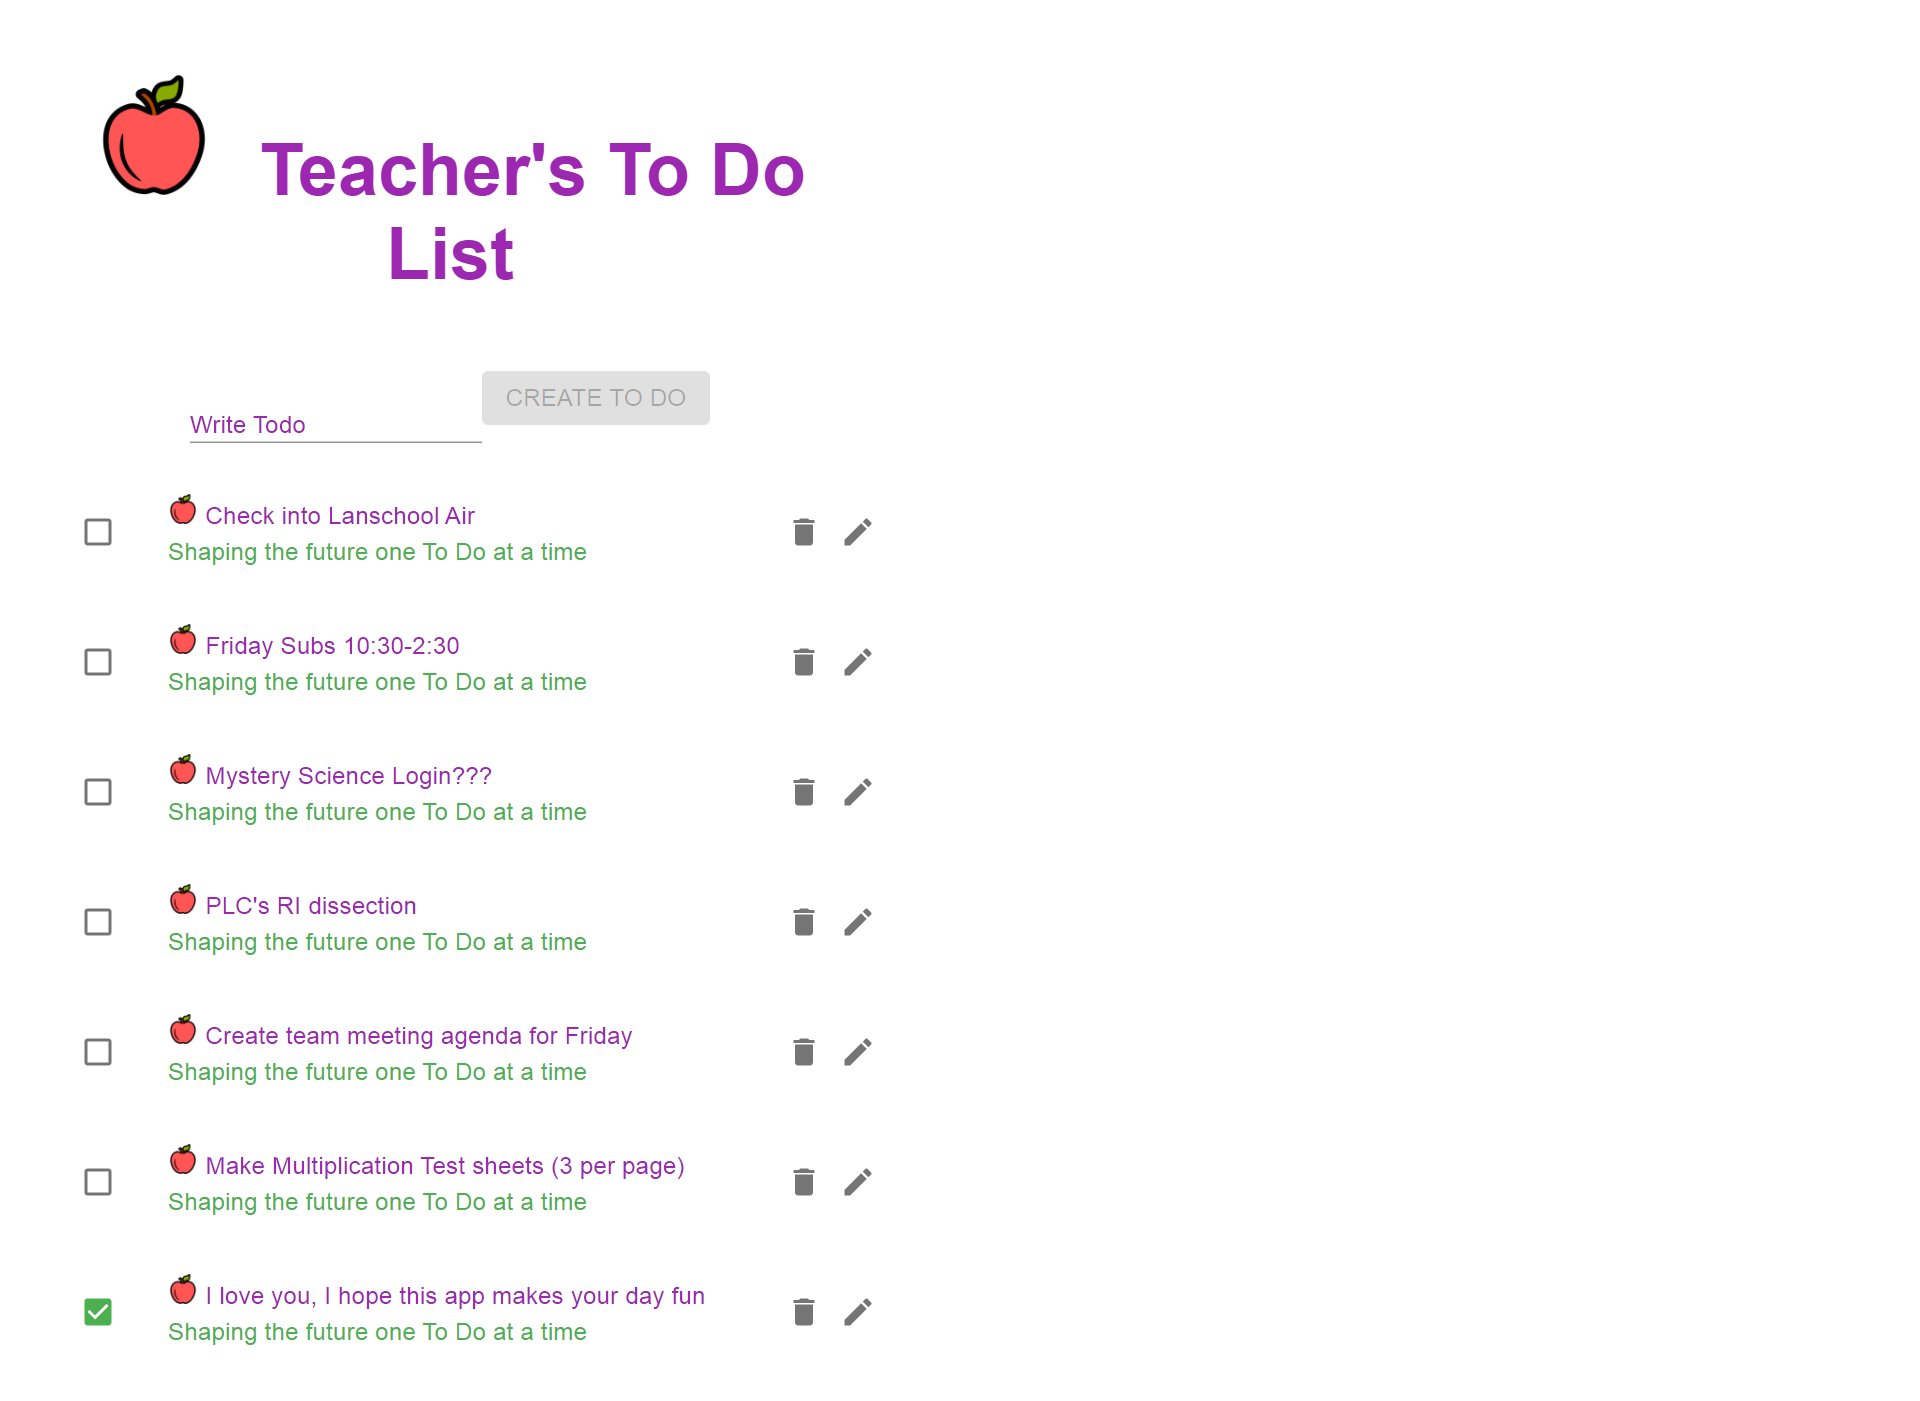 Teacher's To Do
List
CREATE TO DO
Write Todo
Check into Lanschool Air
Shaping the future one To Do at a time
Friday Subs 10:30-2:30
Shaping the future one To Do at a time
Mystery Science Login???
Shaping the future one To Do at a time
PLC's RI dissection
Shaping the future one To Do at a time
Create team meeting agenda for Friday
Shaping the future one To Do at a time
Make Multiplication Test sheets (3 per page)
Shaping the future one To Do at a time
I love you, I hope this app makes your day fun
Shaping the future one To Do at a time